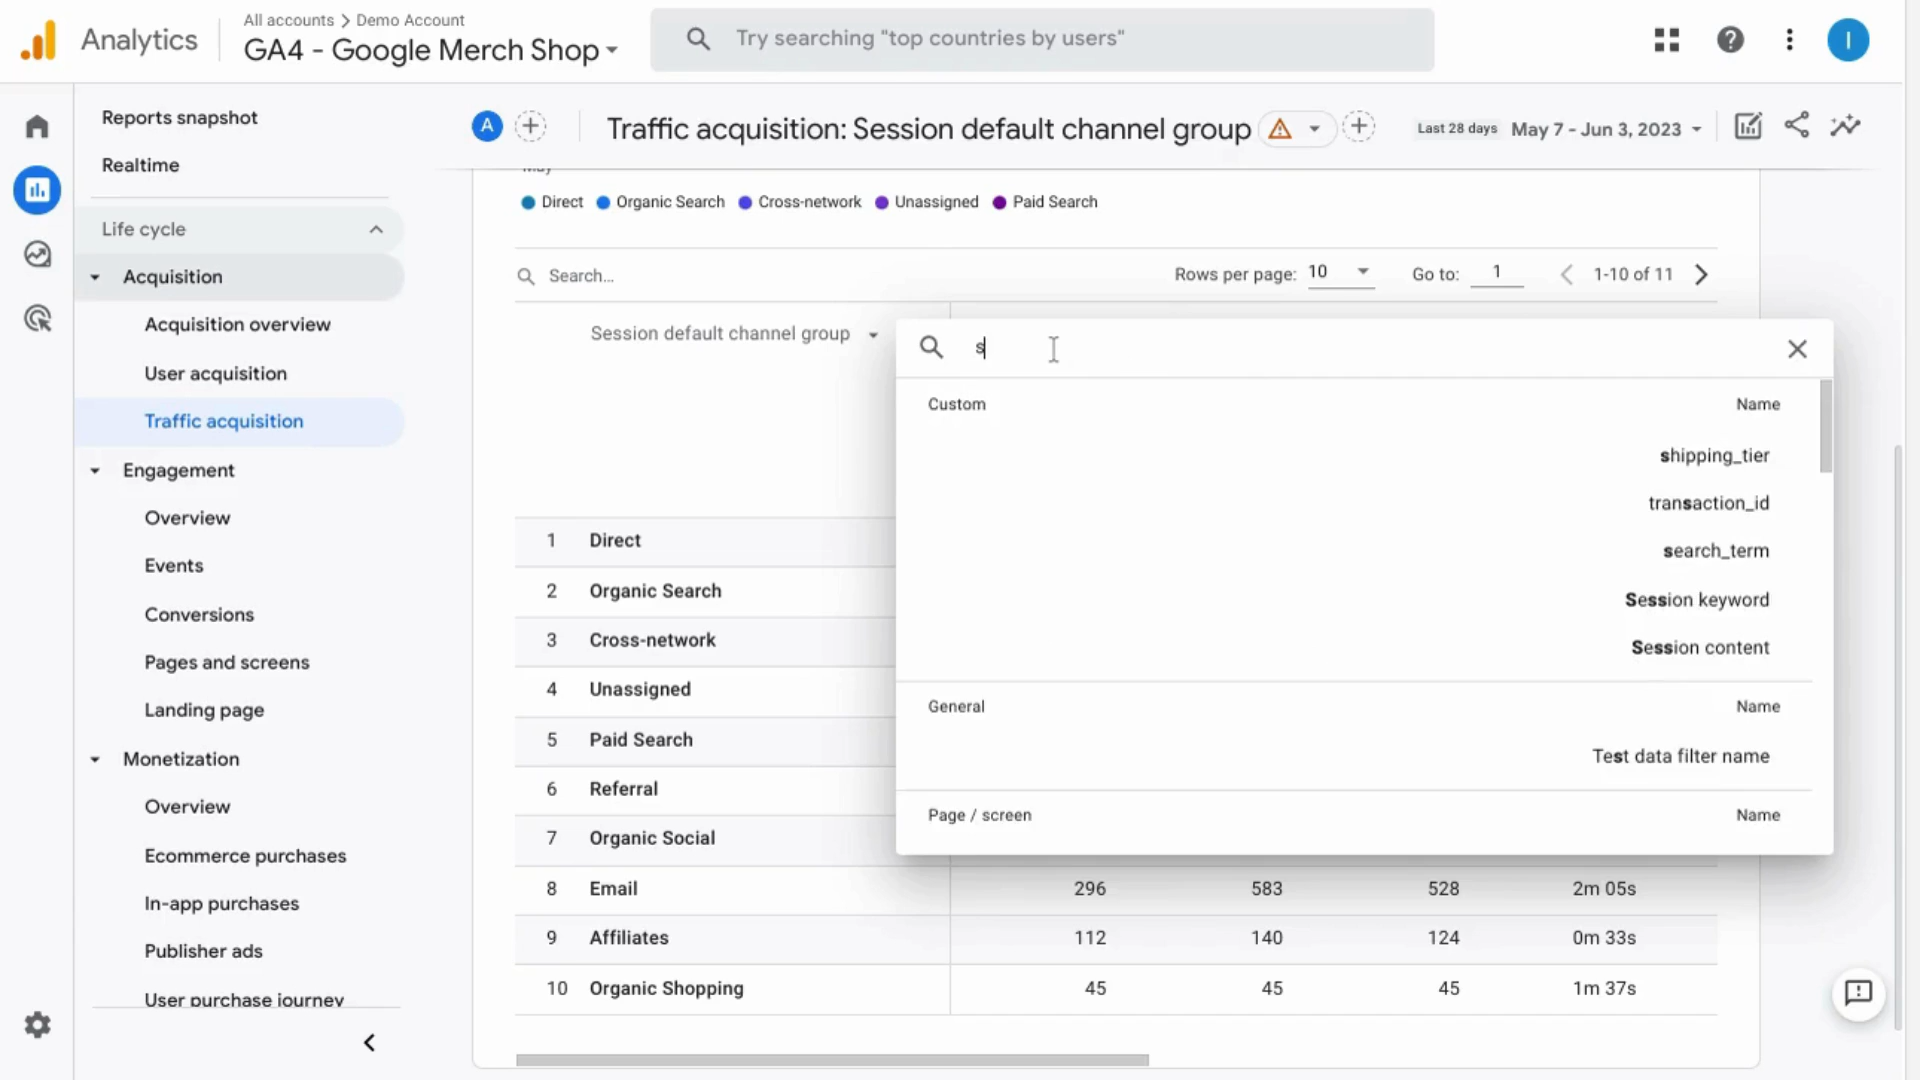 Analytics
All accounts > Demo Account
GA4 - Google Merch Shop
Try searching "top countries by users"
I
Reports snapshot
Realtime
Life cycle
Acquisition
Acquisition overview
User acquisition
Traffic acquisition
Engagement
Overview
Events
Conversions
Pages and screens
Landing page
Monetization
Overview
Ecommerce purchases
In-app purchases
Publisher ads
User purchase journey
A
Traffic acquisition: Session default channel group
Last 28 days May 7 - Jun 3, 2023
May
Direct Organic Search Cross-network Unassigned Paid Search
Search...
Rows per page: 10 Go to: 1 1-10 of 11
Session default channel group
s
Custom Name
shipping_tier
transaction_id
search_term
Session keyword
Session content
General Name
Test data filter name
Page / screen Name
1 Direct
2 Organic Search
3 Cross-network
4 Unassigned
5 Paid Search
6 Referral
7 Organic Social
8 Email 296 583 528 2m 05s
9 Affiliates 112 140 124 0m 33s
10 Organic Shopping 45 45 45 1m 37s